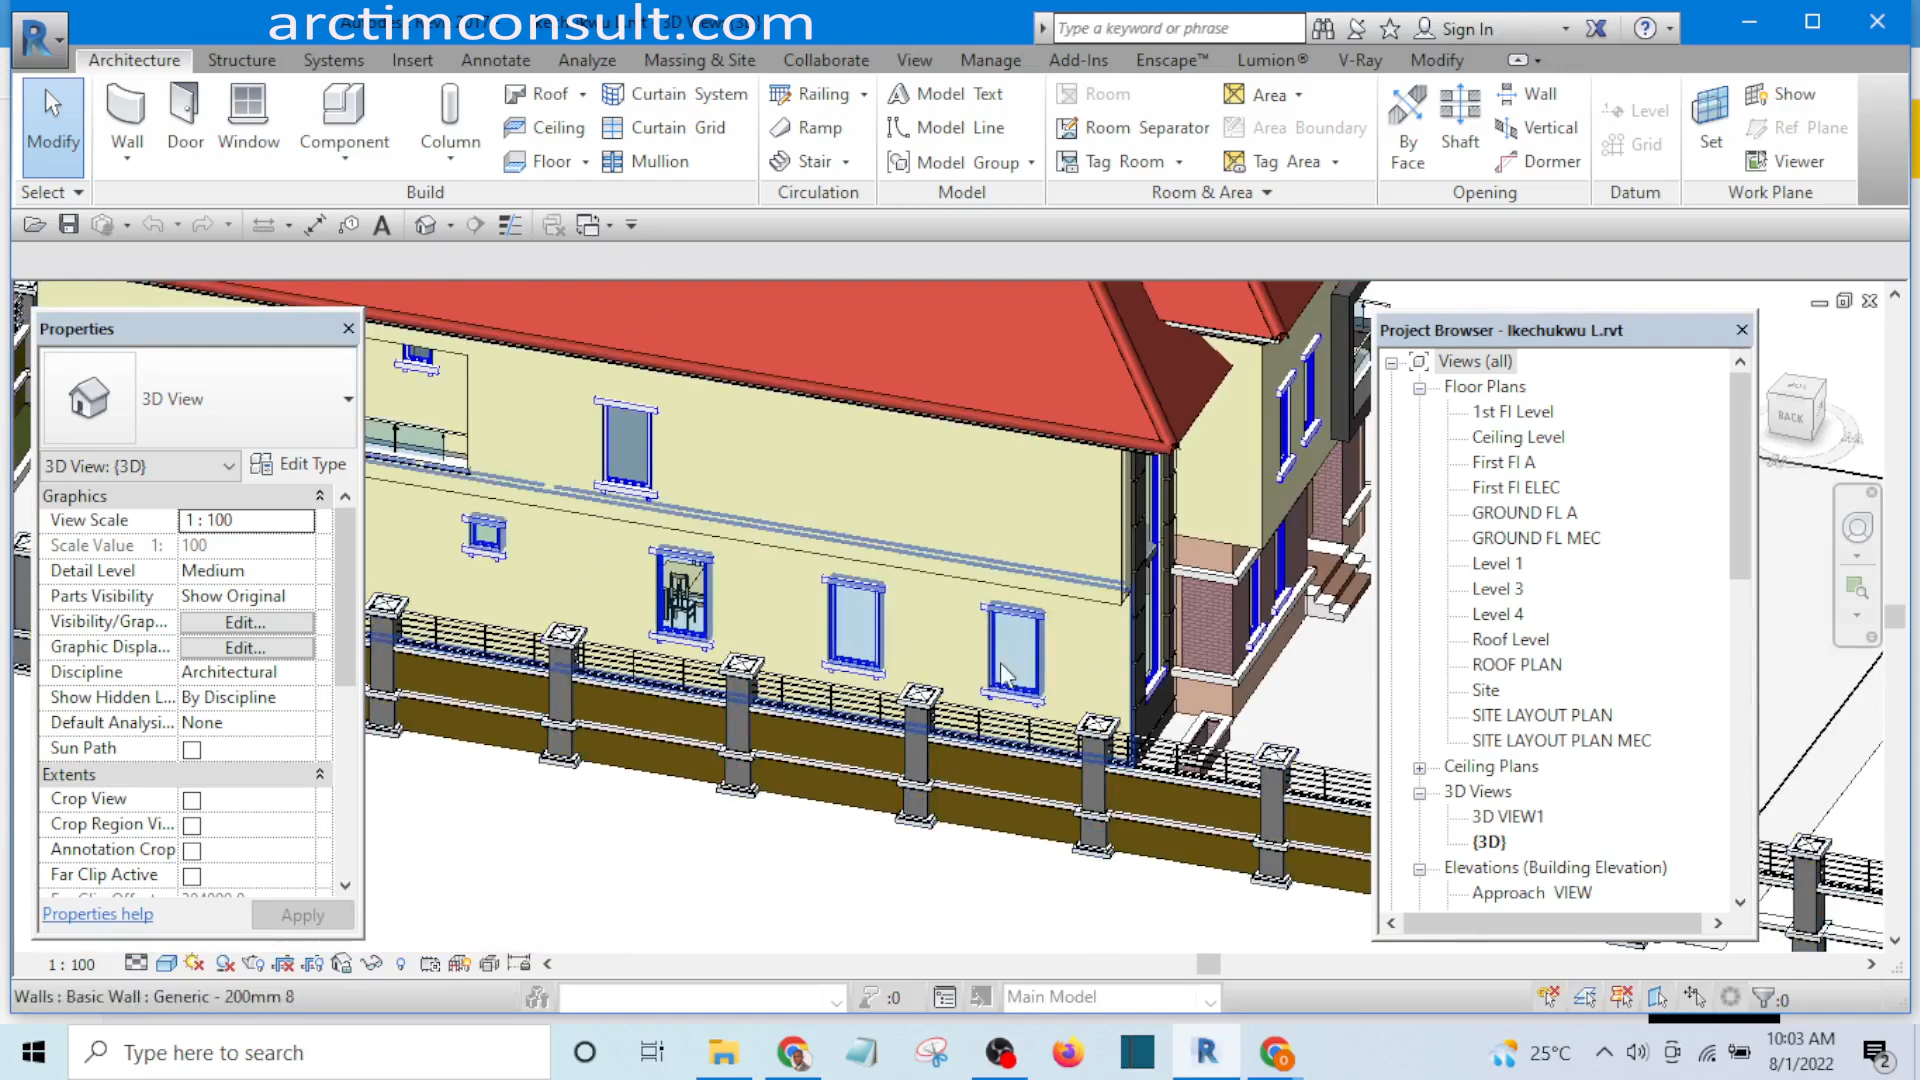 arctimconsult.com
Type a keyword or phrase
Sign In
Architecture Structure Systems Insert Annotate Analyze Massing & Site Collaborate View Manage Add-Ins Enscape™ Lumion® V-Ray Modify
Modify
Wall
Door
Window
Component
Column
Roof
Ceiling
Floor
Curtain System
Curtain Grid
Mullion
Railing
Ramp
Stair
Model Text
Model Line
Model Group
Room
Room Separator
Tag Room
Area
Area Boundary
Tag Area
By
Face
Shaft
Wall
Vertical
Dormer
Level
Grid
Set
Show
Ref Plane
Viewer
Select Build Circulation Model Room & Area Opening Datum Work Plane
Properties
3D View
3D View: {3D}
Edit Type
Graphics
View Scale 1 : 100
Scale Value 1: 100
Detail Level Medium
Parts Visibility Show Original
Visibility/Grap... Edit...
Graphic Displa... Edit...
Discipline Architectural
Show Hidden L... By Discipline
Default Analysi... None
Sun Path
Extents
Crop View
Crop Region Vi...
Annotation Crop
Far Clip Active
Properties help
Apply
Project Browser - Ikechukwu L.rvt
Views (all)
Floor Plans
1st Fl Level
Ceiling Level
First Fl A
First Fl ELEC
GROUND FL A
GROUND FL MEC
Level 1
Level 3
Level 4
Roof Level
ROOF PLAN
Site
SITE LAYOUT PLAN
SITE LAYOUT PLAN MEC
Ceiling Plans
3D Views
3D VIEW1
{3D}
Elevations (Building Elevation)
Approach VIEW
BACK
1 : 100
Walls : Basic Wall : Generic - 200mm 8
:0
Main Model
:0
Type here to search
25°C
10:03 AM
8/1/2022
2